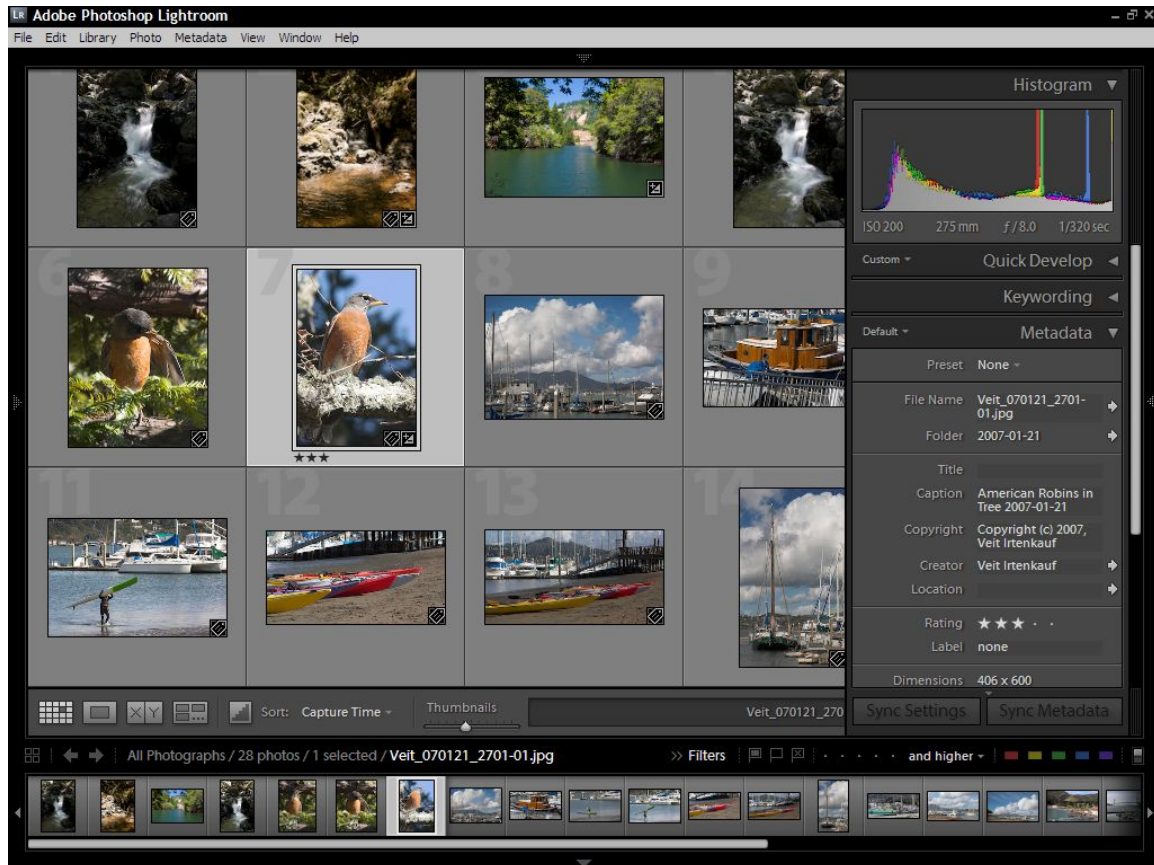 LR Adobe Photoshop Lightroom
File Edit Library Photo Metadata View Window Help
Histogram
ISO 200 275 mm ƒ / 8.0 1/320 sec
Custom Quick Develop
Keywording
Default Metadata
Preset None
File Name Veit_070121_2701-
01.jpg
Folder 2007-01-21
Title
Caption American Robins in
Tree 2007-01-21
Copyright Copyright (c) 2007,
Veit Irtenkauf
Creator Veit Irtenkauf
Location
Rating ★ ★ ★ · ·
Label none
Dimensions 406 x 600
6 7 8 9
11 12 13 14
★★★
XY Sort: Capture Time Thumbnails Veit_070121_270 Sync Settings Sync Metadata
All Photographs / 28 photos / 1 selected / Veit_070121_2701-01.jpg >> Filters and higher